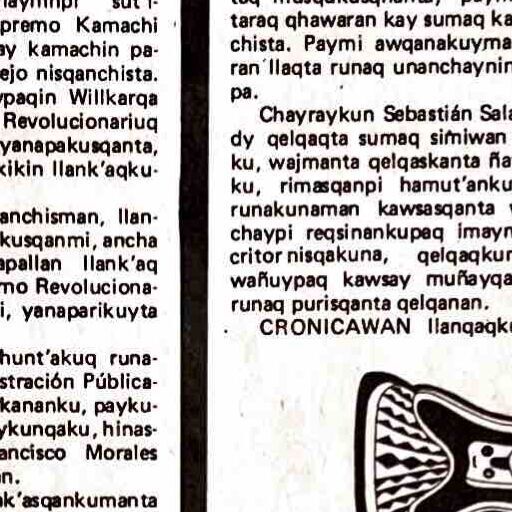 premo Kamachi
ay kamachin pa-
ejo nisqanchista.
ypaqin Willkarqa
Revolucionariuq
yanapakusqanta,
kikin llank'aqku-
anchisman, llan-
kusqanmi, ancha
apallan llank'aq
mo Revoluciona-
i, yanaparikuyta
hunt'akuq runa-
stración Pública-
kananku, payku-
ykunqaku, hinas-
ancisco Morales
n.
nk'asqankumanta
taraq qhawaran kay sumaq ka
chista. Paymi awqanakuyma
ran llaqta runaq unanchaynin
pa.
Chayraykun Sebastián Sala
dy qelqaqta sumaq simiwan
ku, wajmanta qelqaskanta ña
ku, rimasqanpi hamut'anku
runakunaman kawsasqanta
chaypi reqsinankupaq imayn
critor nisqakuna, qelqaqkun
wañuypaq kawsay muñayqa
runaq purisqanta qelqanan.
CRONICAWAN llanqaqku